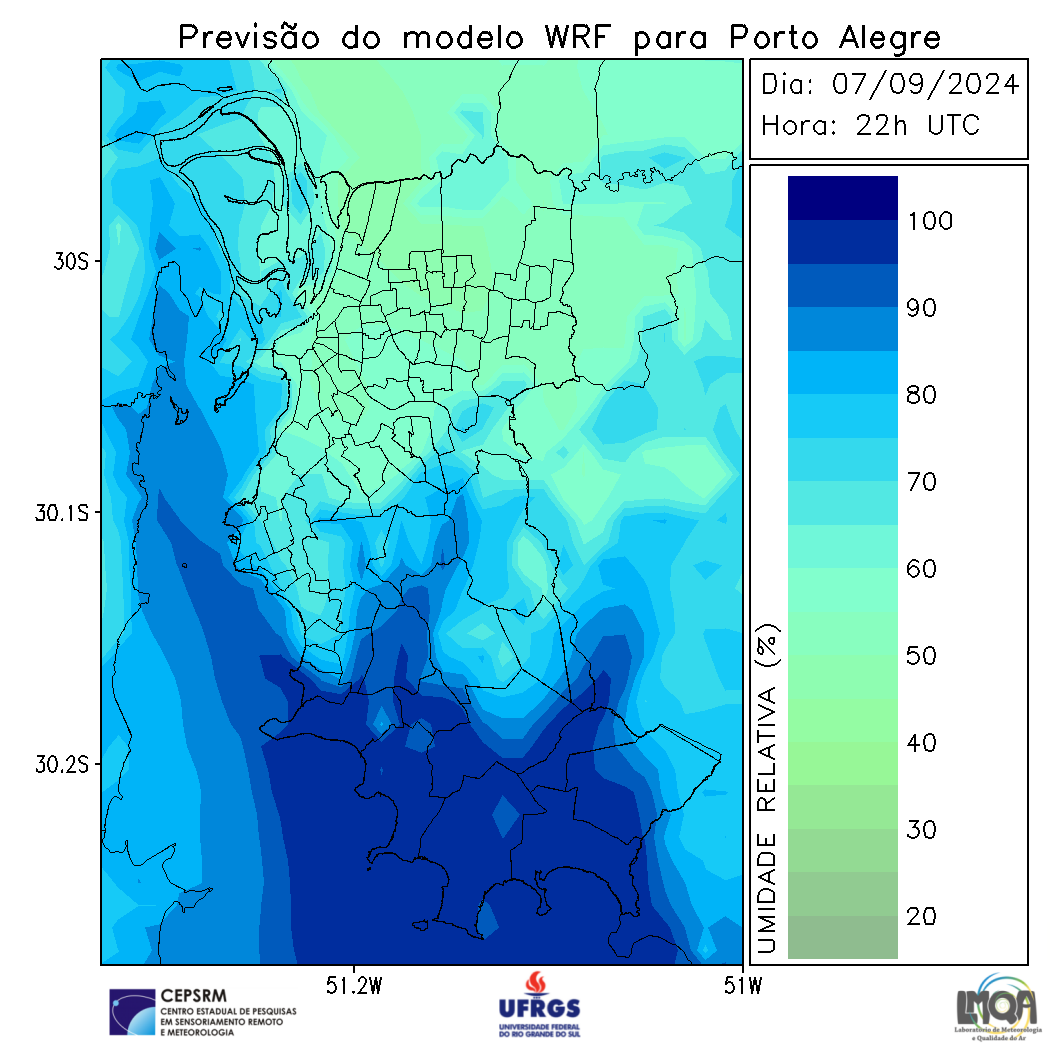 Previsão do modelo WRF para Porto Alegre
Dia: 07/09/2024
Hora: 22h UTC
100
90
80
70
60
50
40
30
20
UMIDADE RELATIVA (%)
30S
30.1S
30.2S
51.2W
51W
CEPSRM
CENTRO ESTADUAL DE PESQUISAS
EM SENSORIAMENTO REMOTO
E METEOROLOGIA
UFRGS
UNIVERSIDADE FEDERAL
DO RIO GRANDE DO SUL
LMQA
Laboratório de Meteorologia
e Qualidade do Ar